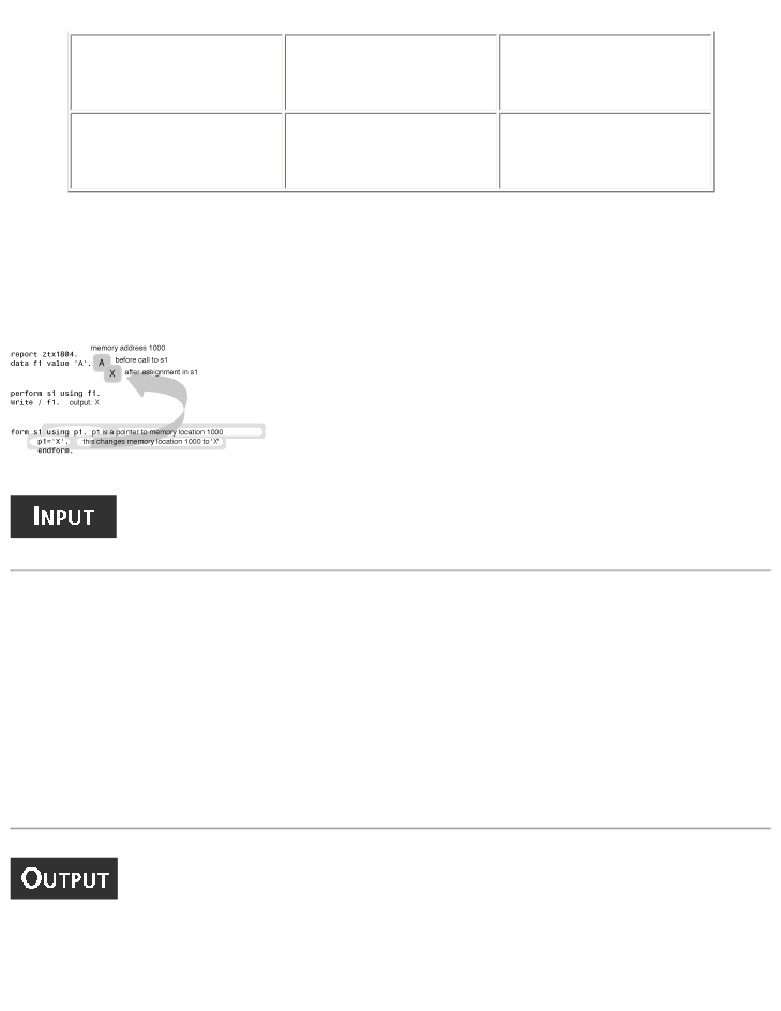 memory address 1000
report ztx1804.
data f1 value 'A'. A before call to s1
X after assignment in s1
perform s1 using f1.
write / f1. output: X
form s1 using p1. p1 is a pointer to memory location 1000
p1='X'. this changes memory location 1000 to 'X'
endform.
INPUT
OUTPUT